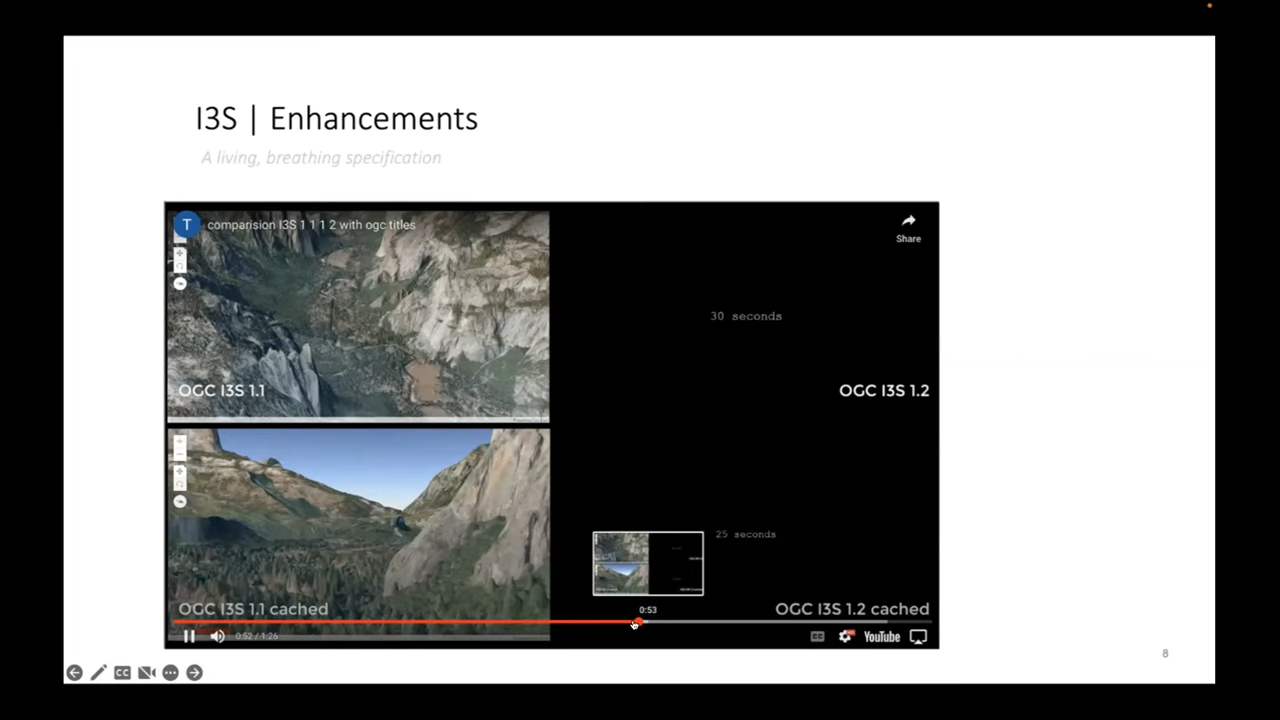 I3S | Enhancements
A living, breathing specification
T
comparision I3S 1 1 1 2 with ogc titles
Share
30 seconds
OGC I3S 1.1
OGC I3S 1.2
25 seconds
OGC I3S 1.1 cached
0:53
OGC I3S 1.2 cached
0:52 / 1:26
CC
YouTube
8
CC